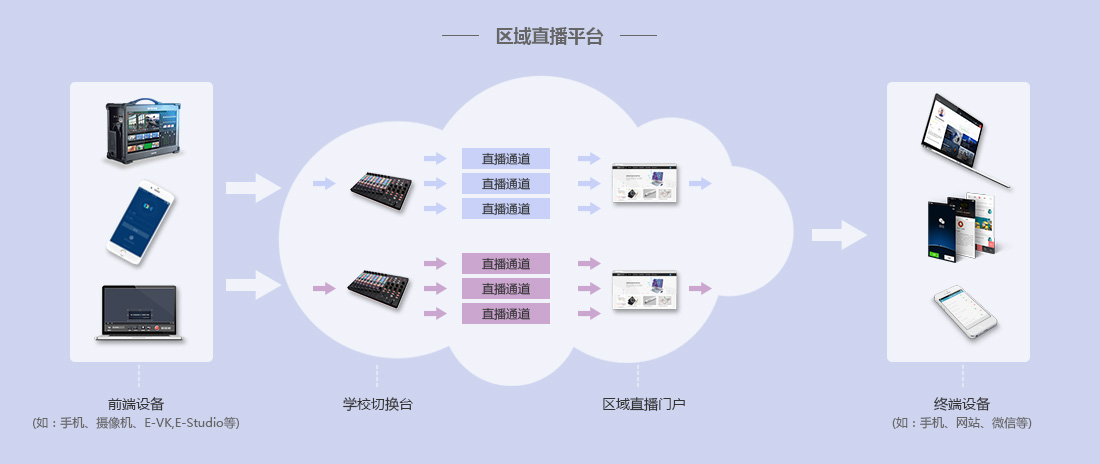 区域直播平台
直播通道
直播通道
直播通道
直播通道
直播通道
直播通道
前端设备
(如：手机、摄像机、E-VK,E-Studio等)
学校切换台
区域直播门户
终端设备
(如：手机、网站、微信等)